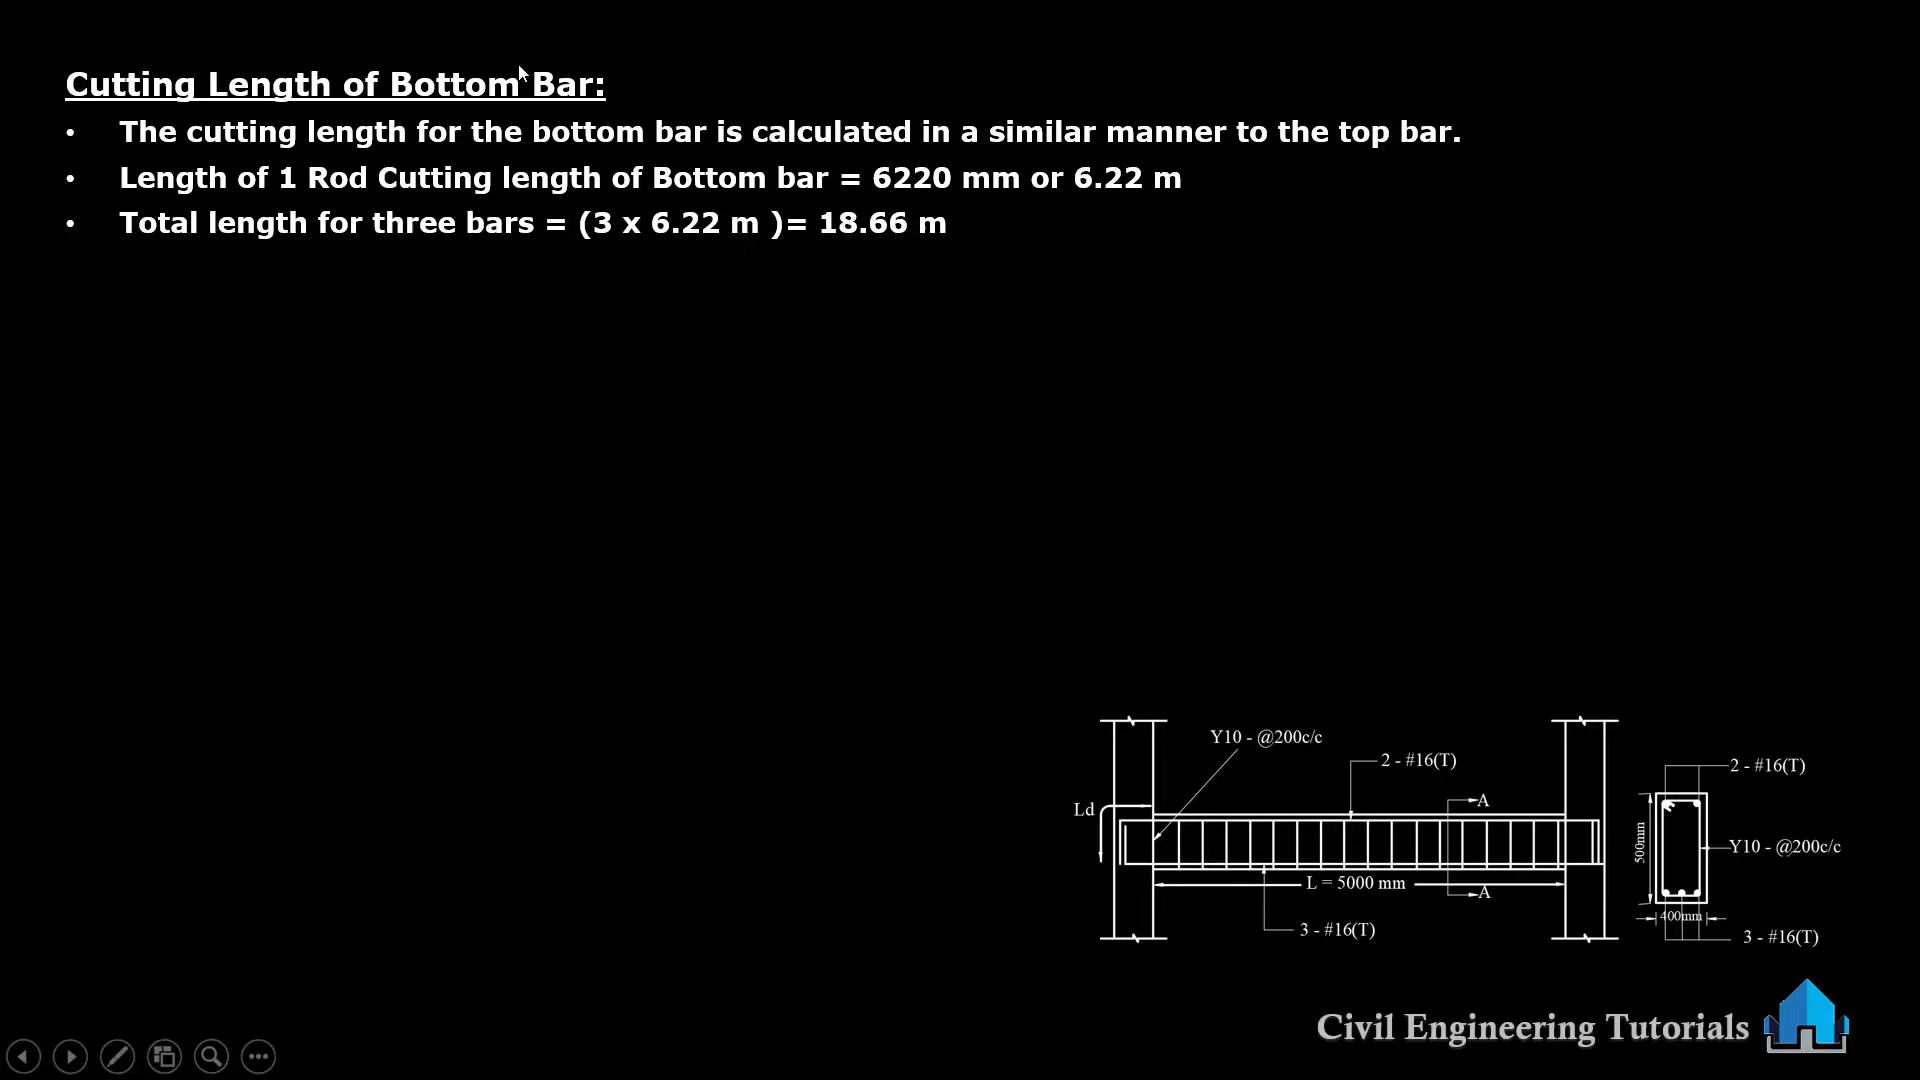 Cutting Length of Bottom Bar:
• The cutting length for the bottom bar is calculated in a similar manner to the top bar.
• Length of 1 Rod Cutting length of Bottom bar = 6220 mm or 6.22 m
• Total length for three bars = (3 x 6.22 m )= 18.66 m
Y10 - @200c/c
2 - #16(T)
2 - #16(T)
A
Ld
500mm
Y10 - @200c/c
L = 5000 mm
A
400mm
3 - #16(T)
3 - #16(T)
Civil Engineering Tutorials